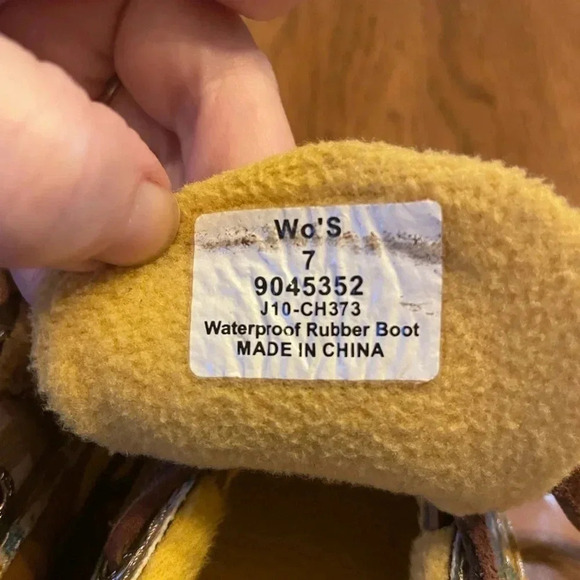 Wo'S
7
9045352
J10-CH373
Waterproof Rubber Boot
MADE IN CHINA